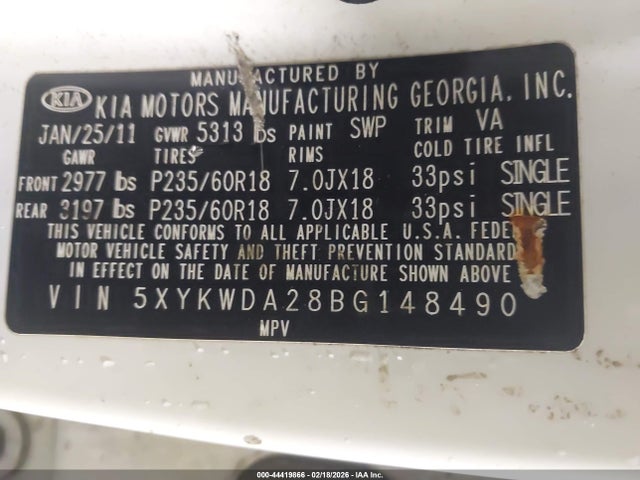 MANUFACTURED BY
KIA KIA MOTORS MANUFACTURING GEORGIA, INC.
JAN/25/11 GVWR 5313 lbs PAINT SWP TRIM VA
GAWR TIRES RIMS COLD TIRE INFL
FRONT 2977 lbs P235/60R18 7.0JX18 33psi SINGLE
REAR 3197 lbs P235/60R18 7.0JX18 33psi SINGLE
THIS VEHICLE CONFORMS TO ALL APPLICABLE U.S.A. FEDE
MOTOR VEHICLE SAFETY AND THEFT PREVENTION STANDARD
IN EFFECT ON THE DATE OF MANUFACTURE SHOWN ABOVE
VIN 5XYKWDA28BG148490
MPV
000-44419866 - 02/18/2026 - IAA Inc.